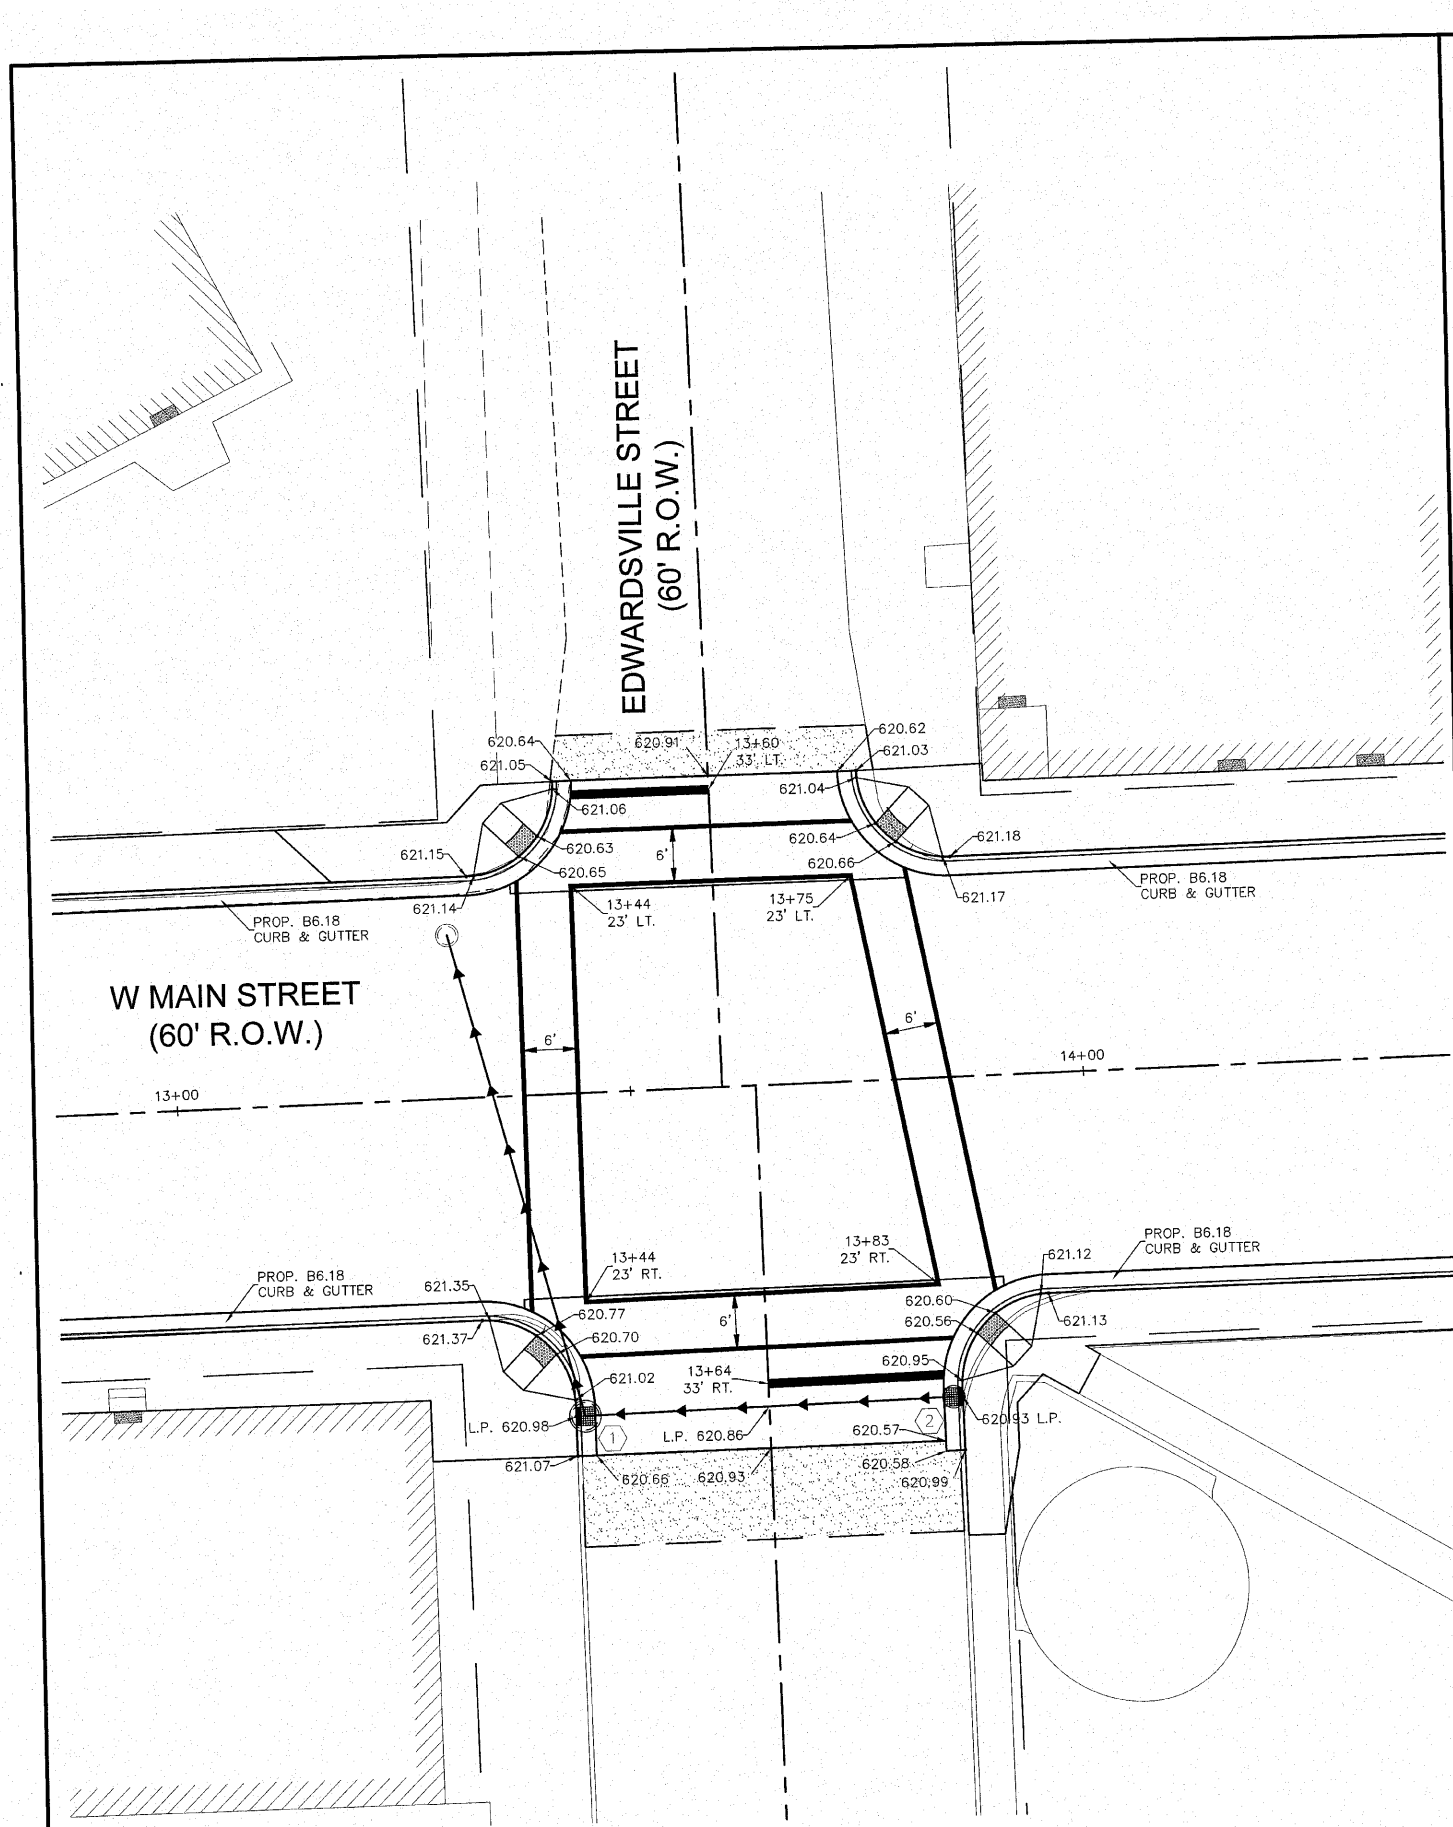 EDWARDSVILLE STREET
(60' R.O.W.)
620.64
620.91
13+60
33' LT.
620.62
621.05
621.03
621.06
621.04
620.64
621.18
621.15
620.63
620.66
620.65
6'
621.14
13+44
23' LT.
13+75
23' LT.
621.17
PROP. B6.18
CURB & GUTTER
PROP. B6.18
CURB & GUTTER
W MAIN STREET
(60' R.O.W.)
6'
6'
13+00
14+00
PROP. B6.18
CURB & GUTTER
621.35
13+44
23' RT.
13+83
23' RT.
621.12
PROP. B6.18
CURB & GUTTER
621.37
620.77
620.70
6'
620.60
620.56
621.13
621.02
13+64
33' RT.
620.95
L.P. 620.98
1
L.P. 620.86
2
620.57
620.93 L.P.
621.07
620.66
620.93
620.58
620.99